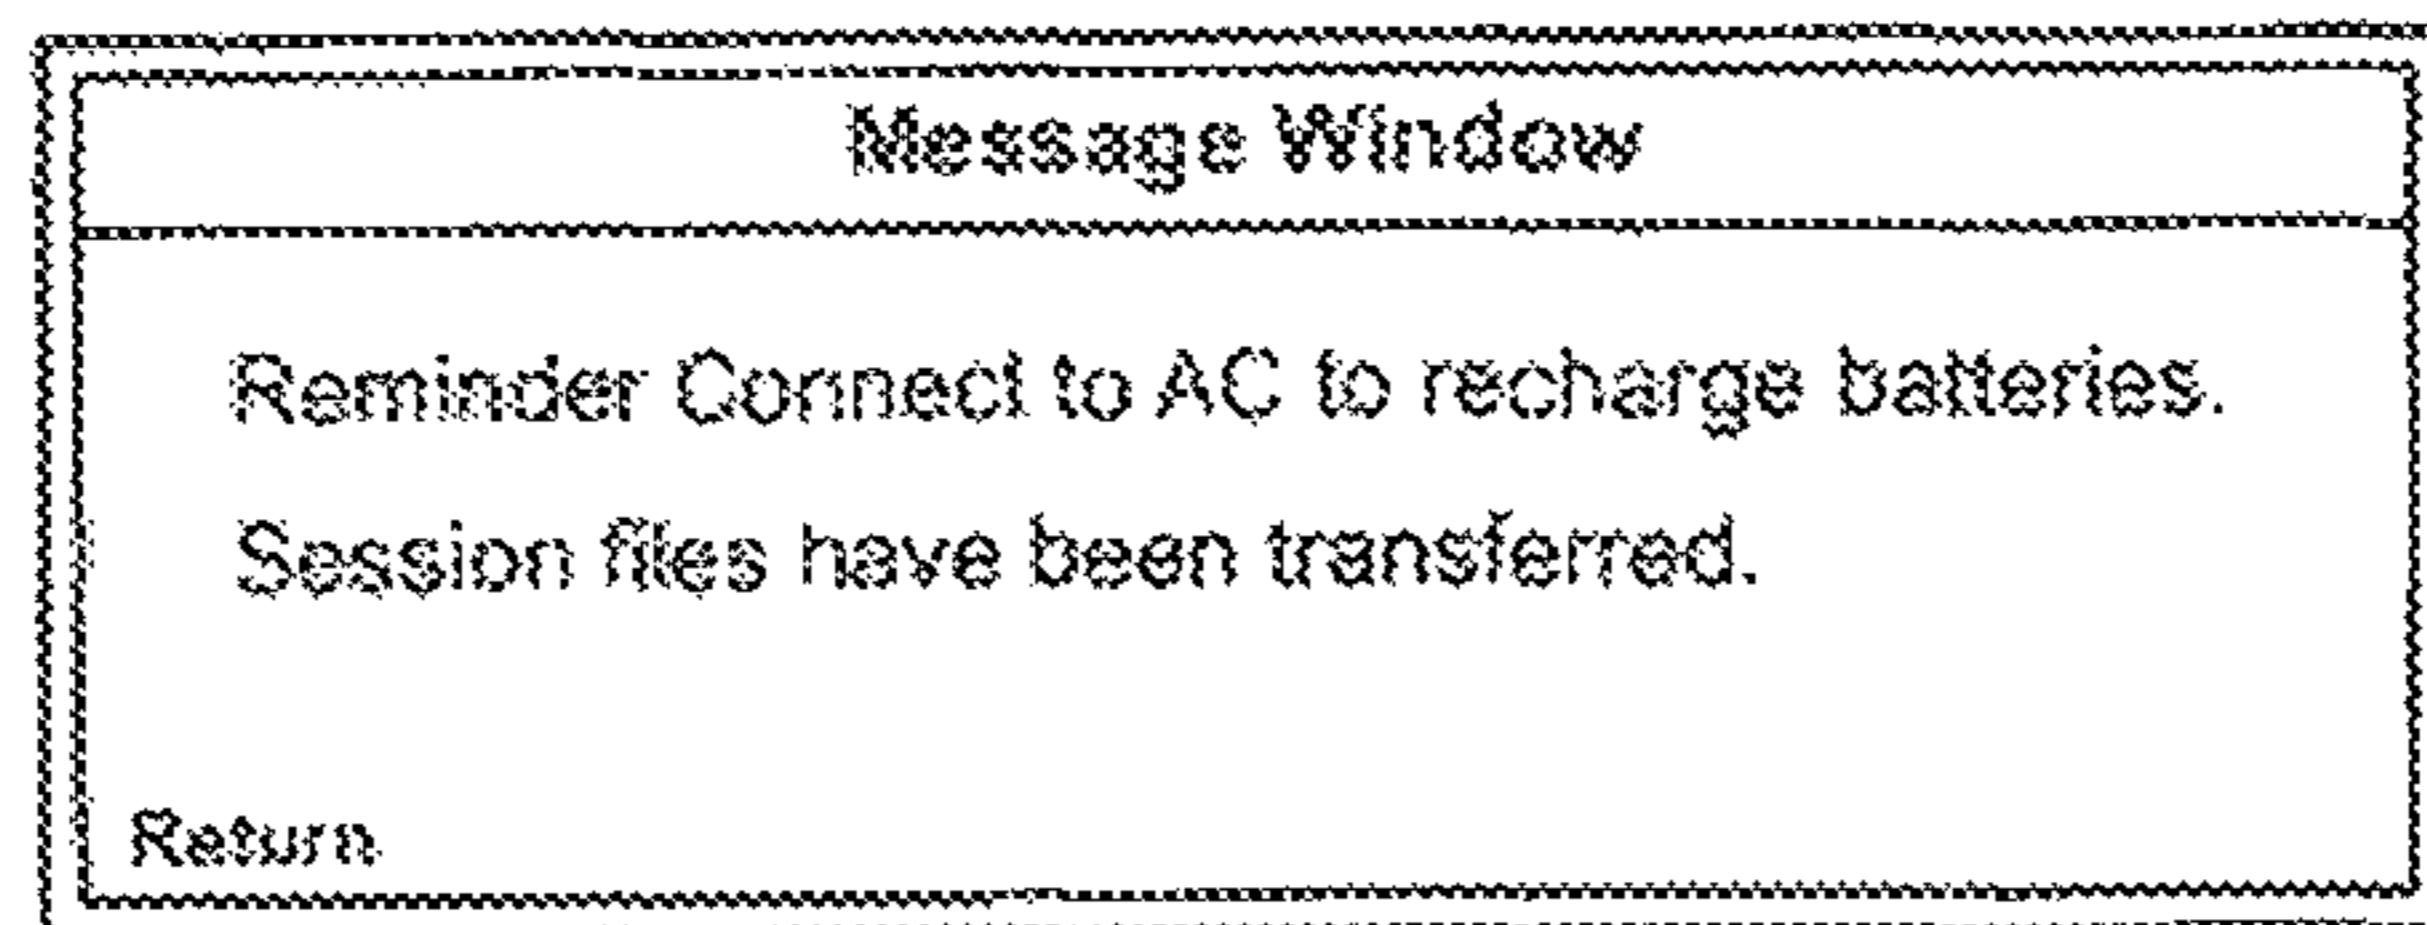 Message Window
Reminder Connect to AC to recharge batteries.
Session files have been transferred.
Return